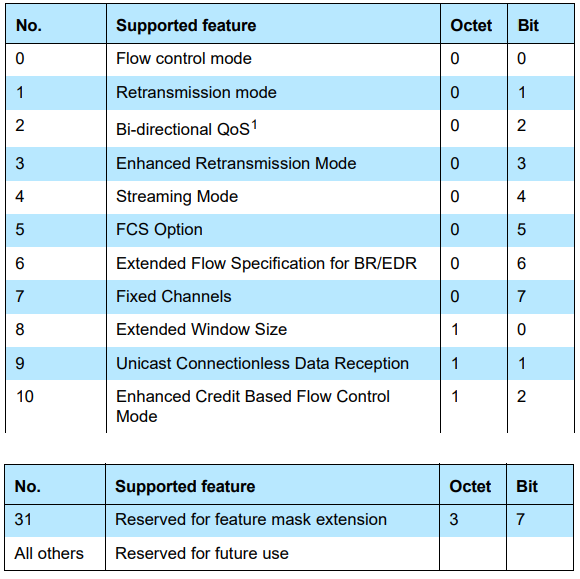 No. Supported feature Octet Bit
0 Flow control mode 0 0
1 Retransmission mode 0 1
2 Bi-directional QoS1 0 2
3 Enhanced Retransmission Mode 0 3
4 Streaming Mode 0 4
5 FCS Option 0 5
6 Extended Flow Specification for BR/EDR 0 6
7 Fixed Channels 0 7
8 Extended Window Size 1 0
9 Unicast Connectionless Data Reception 1 1
10 Enhanced Credit Based Flow Control 1 2
Mode
No. Supported feature Octet Bit
31 Reserved for feature mask extension 3 7
All others Reserved for future use